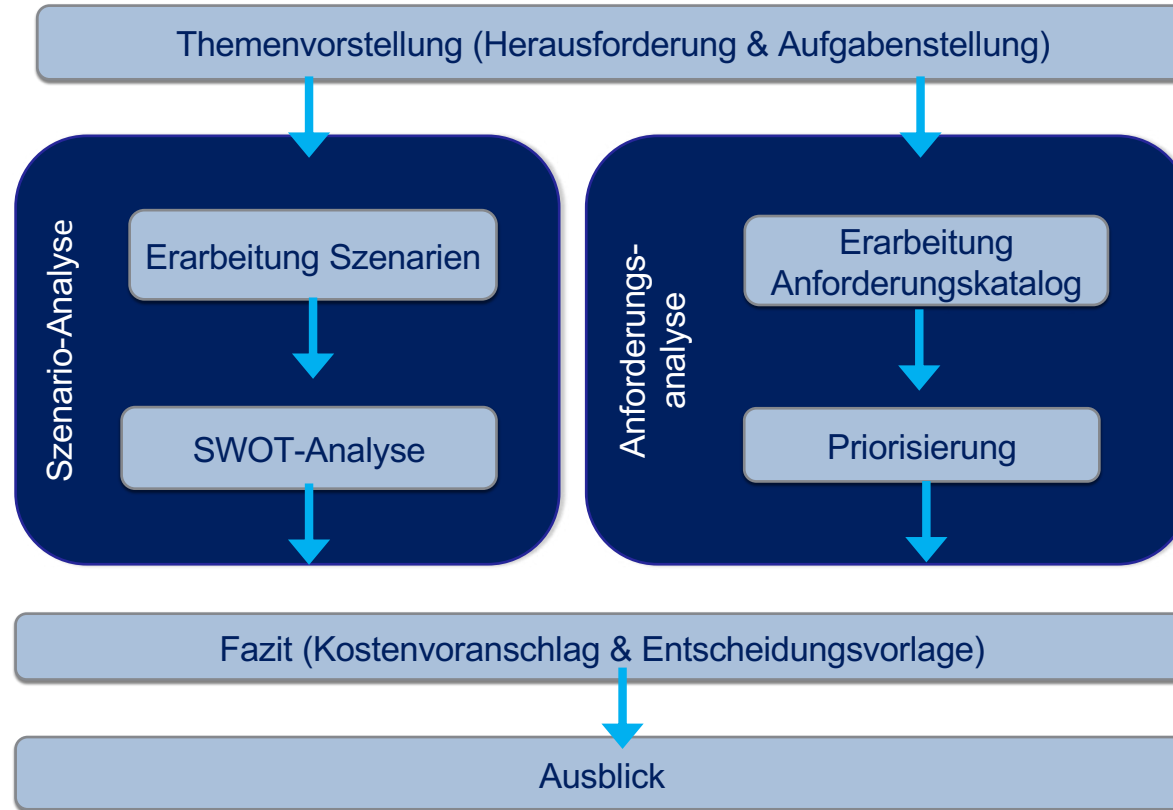 Themenvorstellung (Herausforderung & Aufgabenstellung)
Szenario-Analyse
Erarbeitung Szenarien
SWOT-Analyse
Anforderungs-
analyse
Erarbeitung
Anforderungskatalog
Priorisierung
Fazit (Kostenvoranschlag & Entscheidungsvorlage)
Ausblick